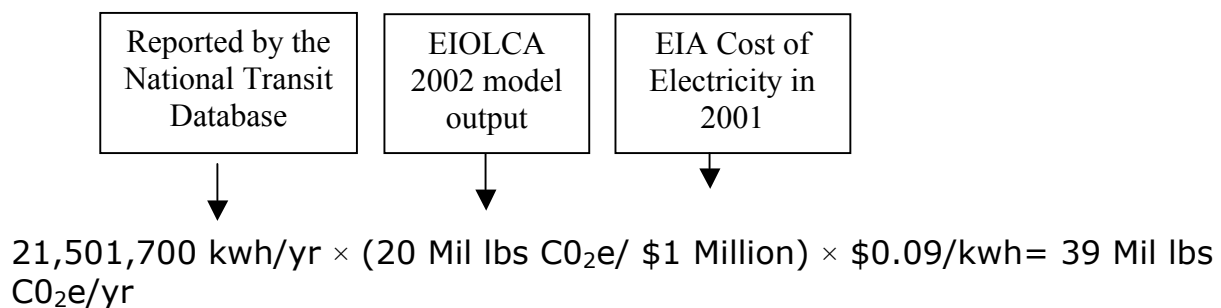 Reported by the
National Transit
Database
EIOLCA
2002 model
output
EIA Cost of
Electricity in
2001
21,501,700 kwh/yr × (20 Mil lbs C0₂e/ $1 Million) × $0.09/kwh= 39 Mil lbs
C0₂e/yr